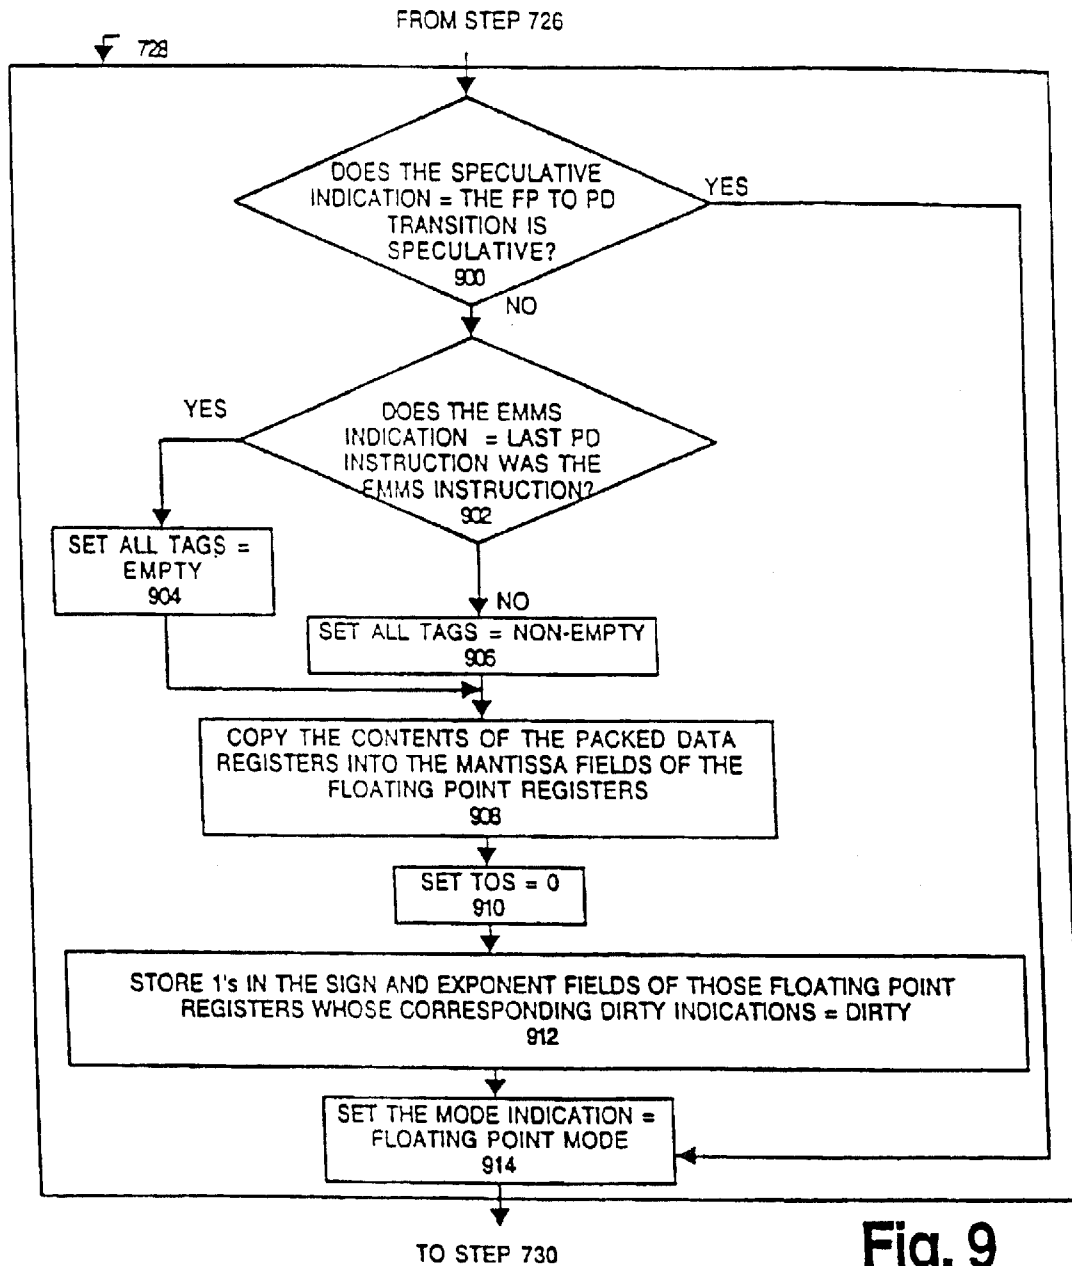 FROM STEP 726
728
DOES THE SPECULATIVE
INDICATION = THE FP TO PD
TRANSITION IS
SPECULATIVE?
900
YES
NO
YES
DOES THE EMMS
INDICATION = LAST PD
INSTRUCTION WAS THE
EMMS INSTRUCTION?
902
SET ALL TAGS =
EMPTY
904
NO
SET ALL TAGS = NON-EMPTY
906
COPY THE CONTENTS OF THE PACKED DATA
REGISTERS INTO THE MANTISSA FIELDS OF THE
FLOATING POINT REGISTERS
908
SET TOS = 0
910
STORE 1's IN THE SIGN AND EXPONENT FIELDS OF THOSE FLOATING POINT
REGISTERS WHOSE CORRESPONDING DIRTY INDICATIONS = DIRTY
912
SET THE MODE INDICATION =
FLOATING POINT MODE
914
TO STEP 730
Fig. 9